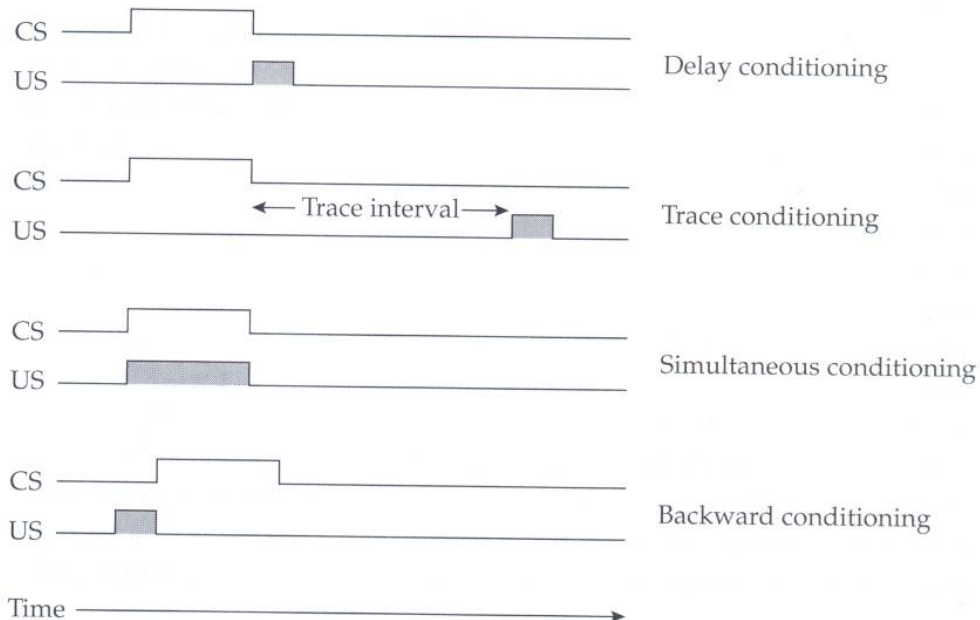 CS
US
Delay conditioning
CS
Trace interval
US
Trace conditioning
CS
US
Simultaneous conditioning
CS
US
Backward conditioning
Time